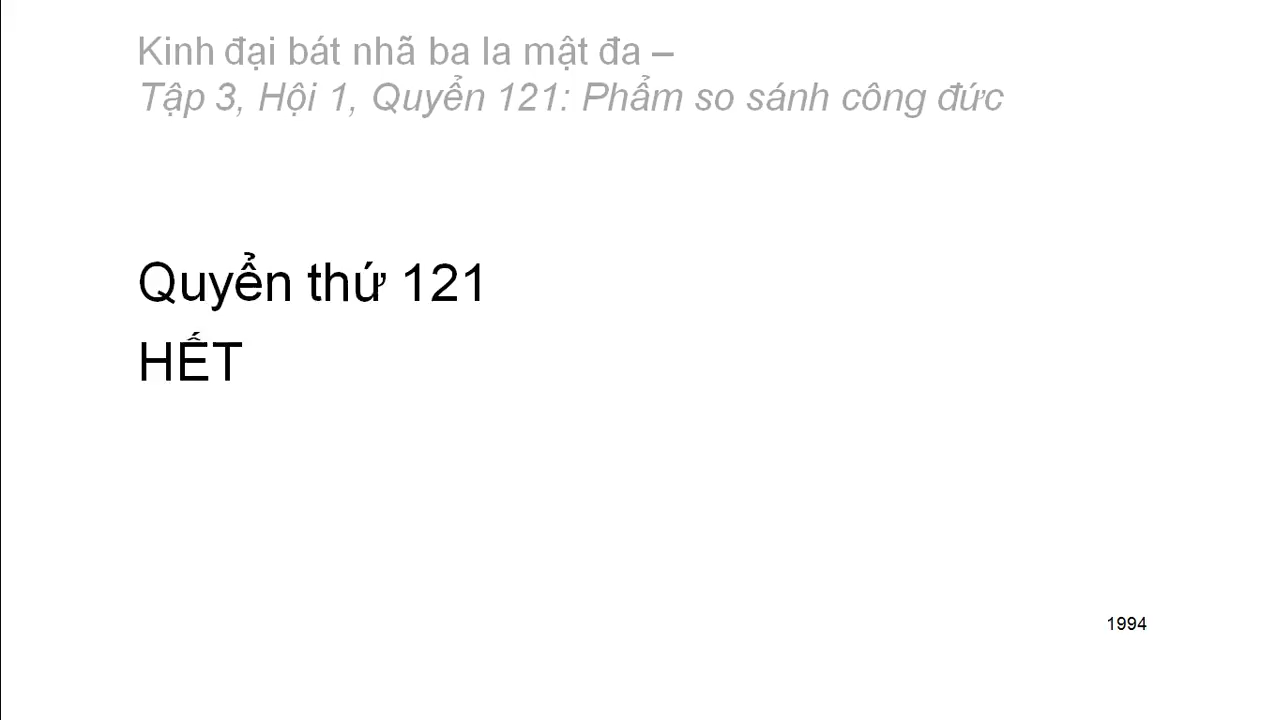 Kinh đại bát nhã ba la mật đa –
Tập 3, Hội 1, Quyển 121: Phẩm so sánh công đức
Quyển thứ 121
HẾT
1994